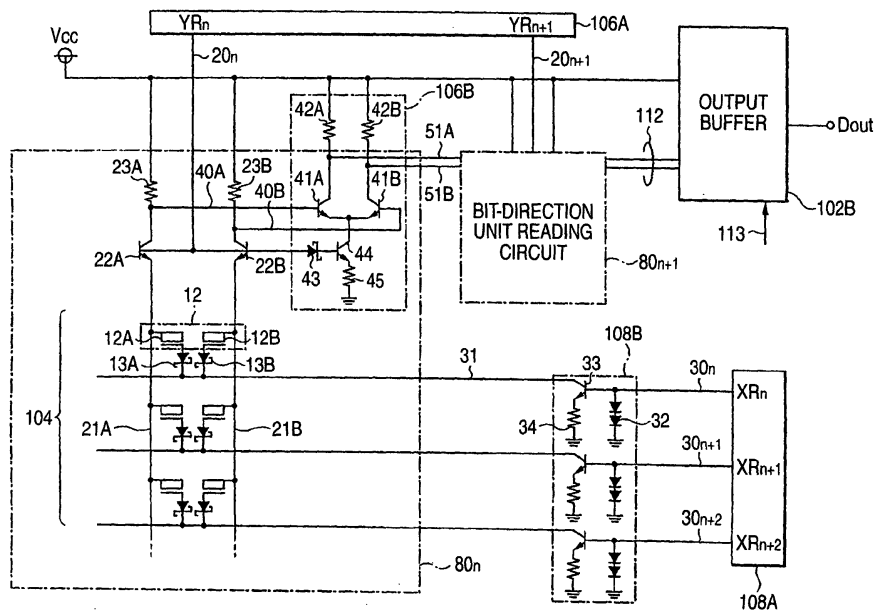 YRn YRn+1 106A
Vcc 20n 20n+1
106B
42A 42B 112
OUTPUT BUFFER
Dout
51A
23A 23B
40A 40B 41A 41B 51B
BIT-DIRECTION UNIT READING CIRCUIT
102B
113
22A 22B 43 44 45 80n+1
12
12A 12B
108B
13A 13B 31 33 30n XRn
34 32
104 21A 21B
30n+1 XRn+1
30n+2 XRn+2
80n
108A